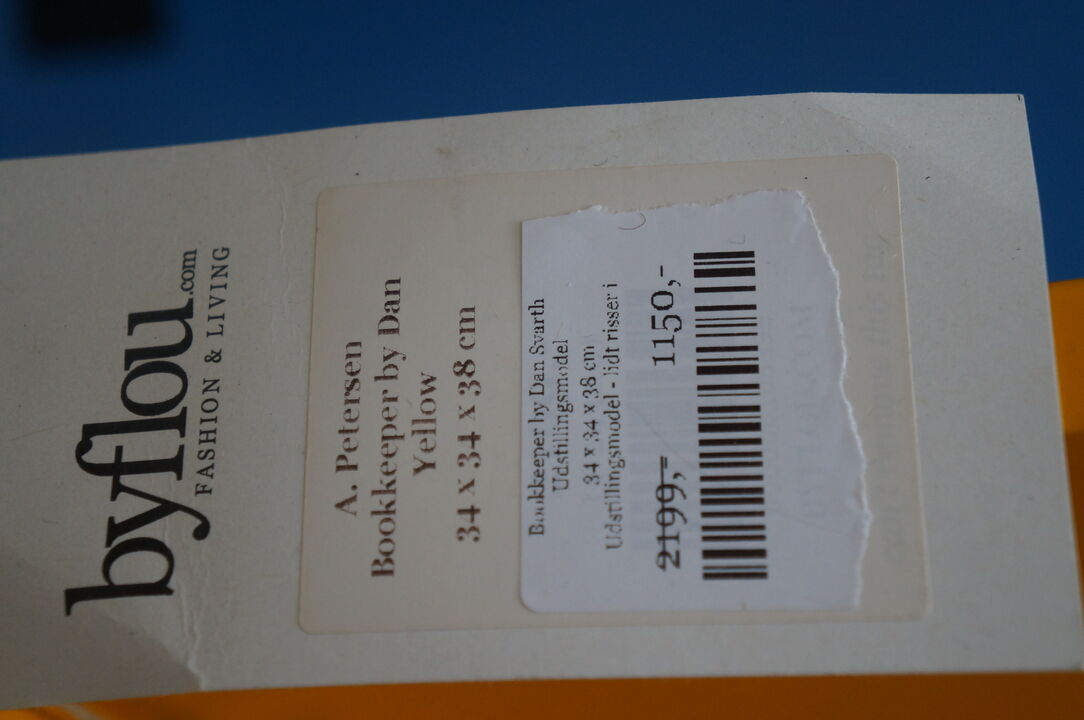 byflou.com
FASHION & LIVING
A. Petersen
Bookkeeper by Dan
Yellow
34 x 34 x 38 cm
Bookkeeper by Dan Svarth
Udstillingsmodel
34 x 34 x 38 cm
Udstillingsmodel - lidt risser i
2199,- 1150,-